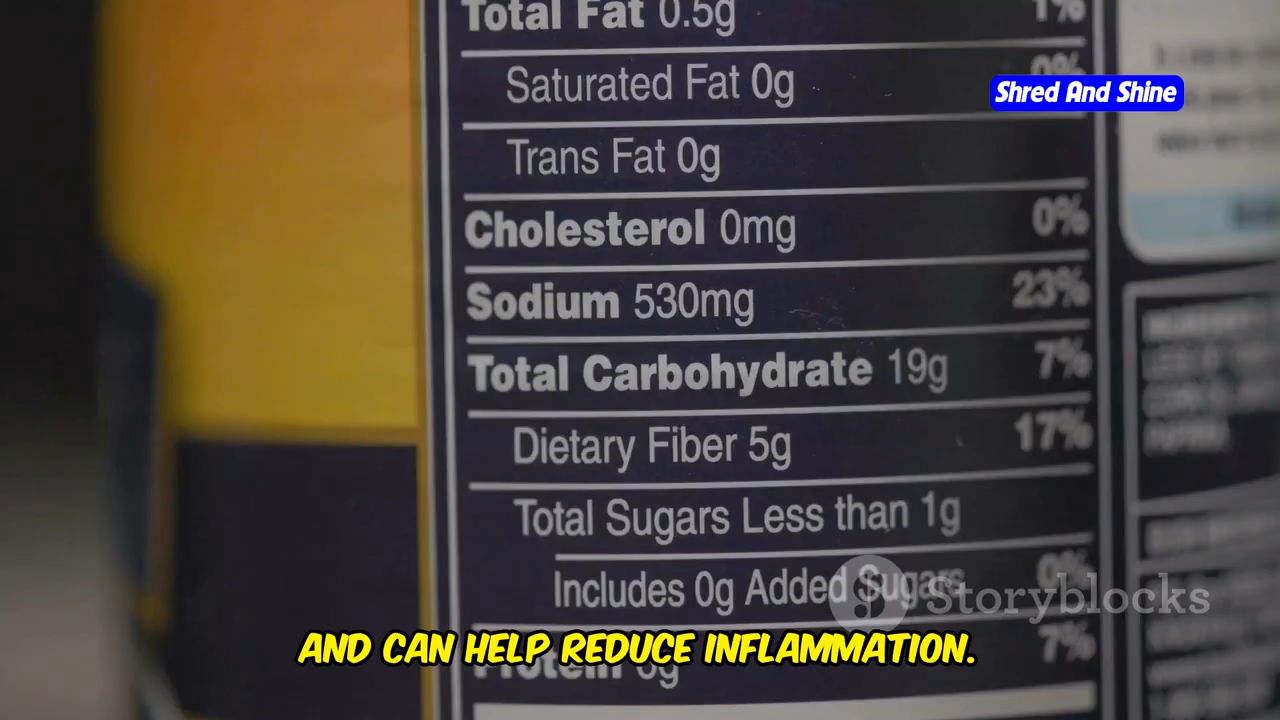 Total Fat 0.5g 1%
Saturated Fat 0g 0%
Shred And Shine
Trans Fat 0g
Cholesterol 0mg 0%
Sodium 530mg 23%
Total Carbohydrate 19g 7%
Dietary Fiber 5g 17%
Total Sugars Less than 1g
Includes 0g Added Sugars 0%
Storyblocks
AND CAN HELP REDUCE INFLAMMATION.
Protein 7%